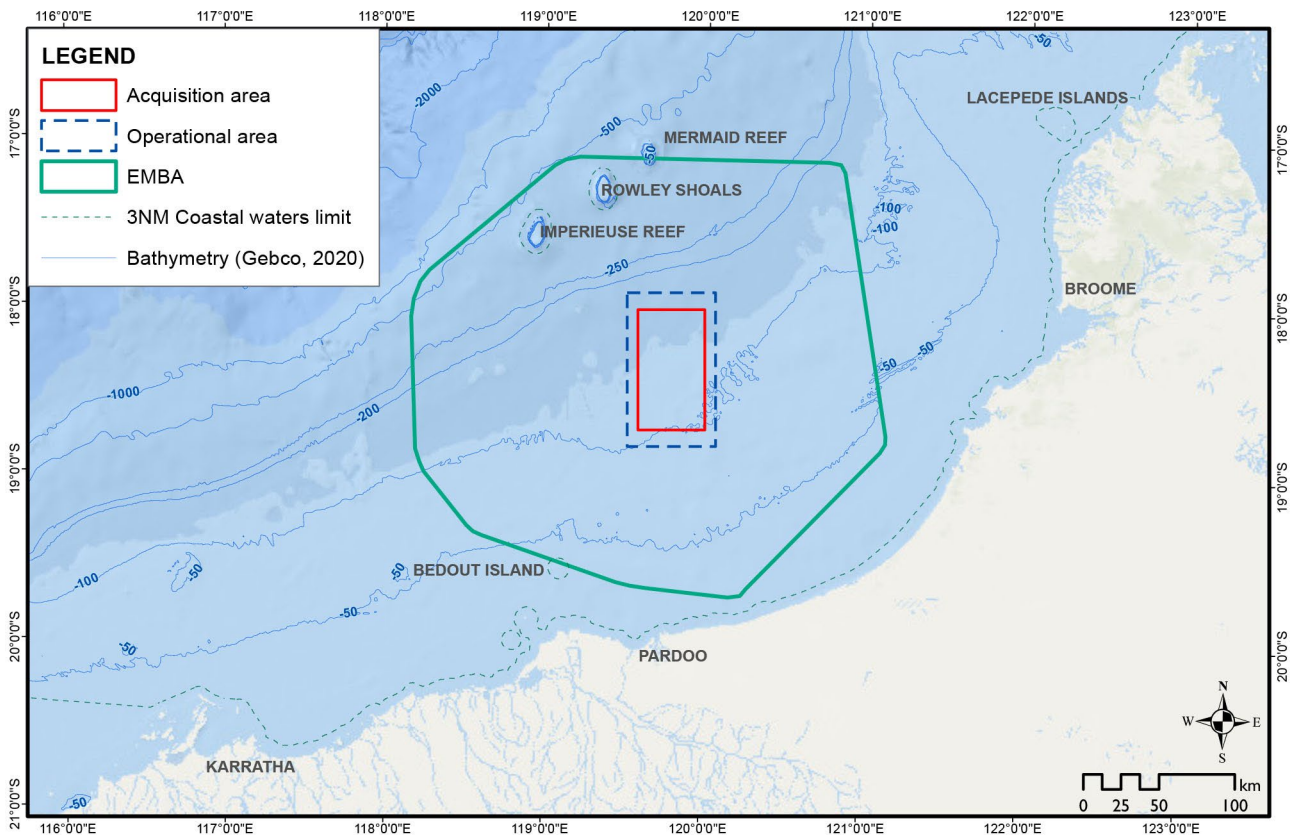 116°0'0"E 117°0'0"E 118°0'0"E 119°0'0"E 120°0'0"E 121°0'0"E 122°0'0"E 123°0'0"E
LEGEND
Acquisition area
Operational area
EMBA
3NM Coastal waters limit
Bathymetry (Gebco, 2020)
-2000
-500
-50
LACEPEDE ISLANDS
17°0'0"S
17°0'0"S
MERMAID REEF
-50
ROWLEY SHOALS
-100
-100
IMPERIEUSE REEF
-250
BROOME
18°0'0"S
18°0'0"S
-50
-50
-1000
-200
19°0'0"S
19°0'0"S
BEDOUT ISLAND
-100
-50
-50
-50
-50
20°0'0"S
20°0'0"S
PARDOO
KARRATHA
N
W E
S
km
0 25 50 100
-50
21°0'0"S
116°0'0"E 117°0'0"E 118°0'0"E 119°0'0"E 120°0'0"E 121°0'0"E 122°0'0"E 123°0'0"E